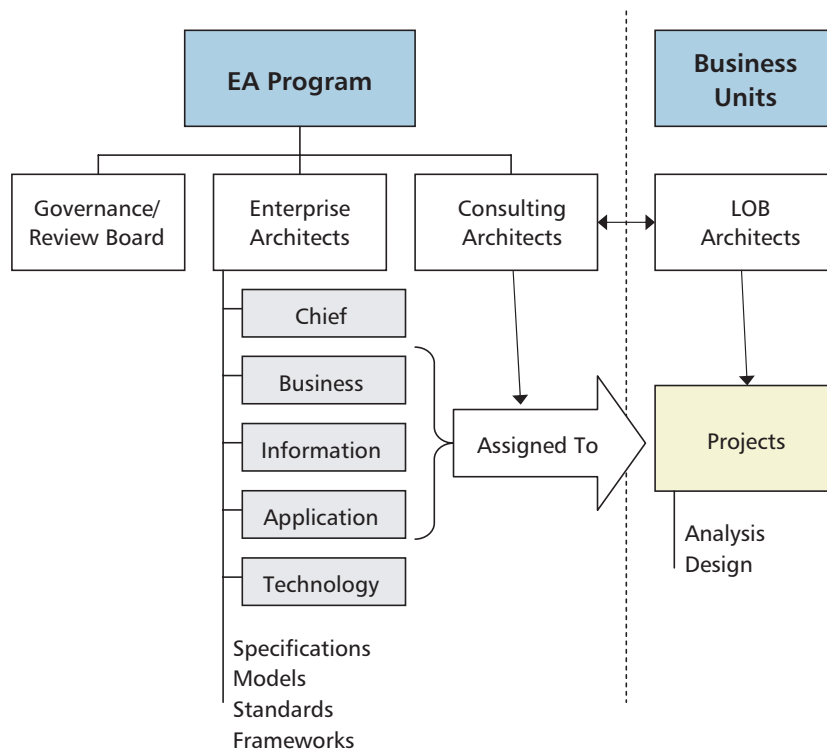 EA Program
Business
Units
Governance/
Review Board
Enterprise
Architects
Consulting
Architects
LOB
Architects
Chief
Business
Information
Application
Technology
Assigned To
Projects
Analysis
Design
Specifications
Models
Standards
Frameworks